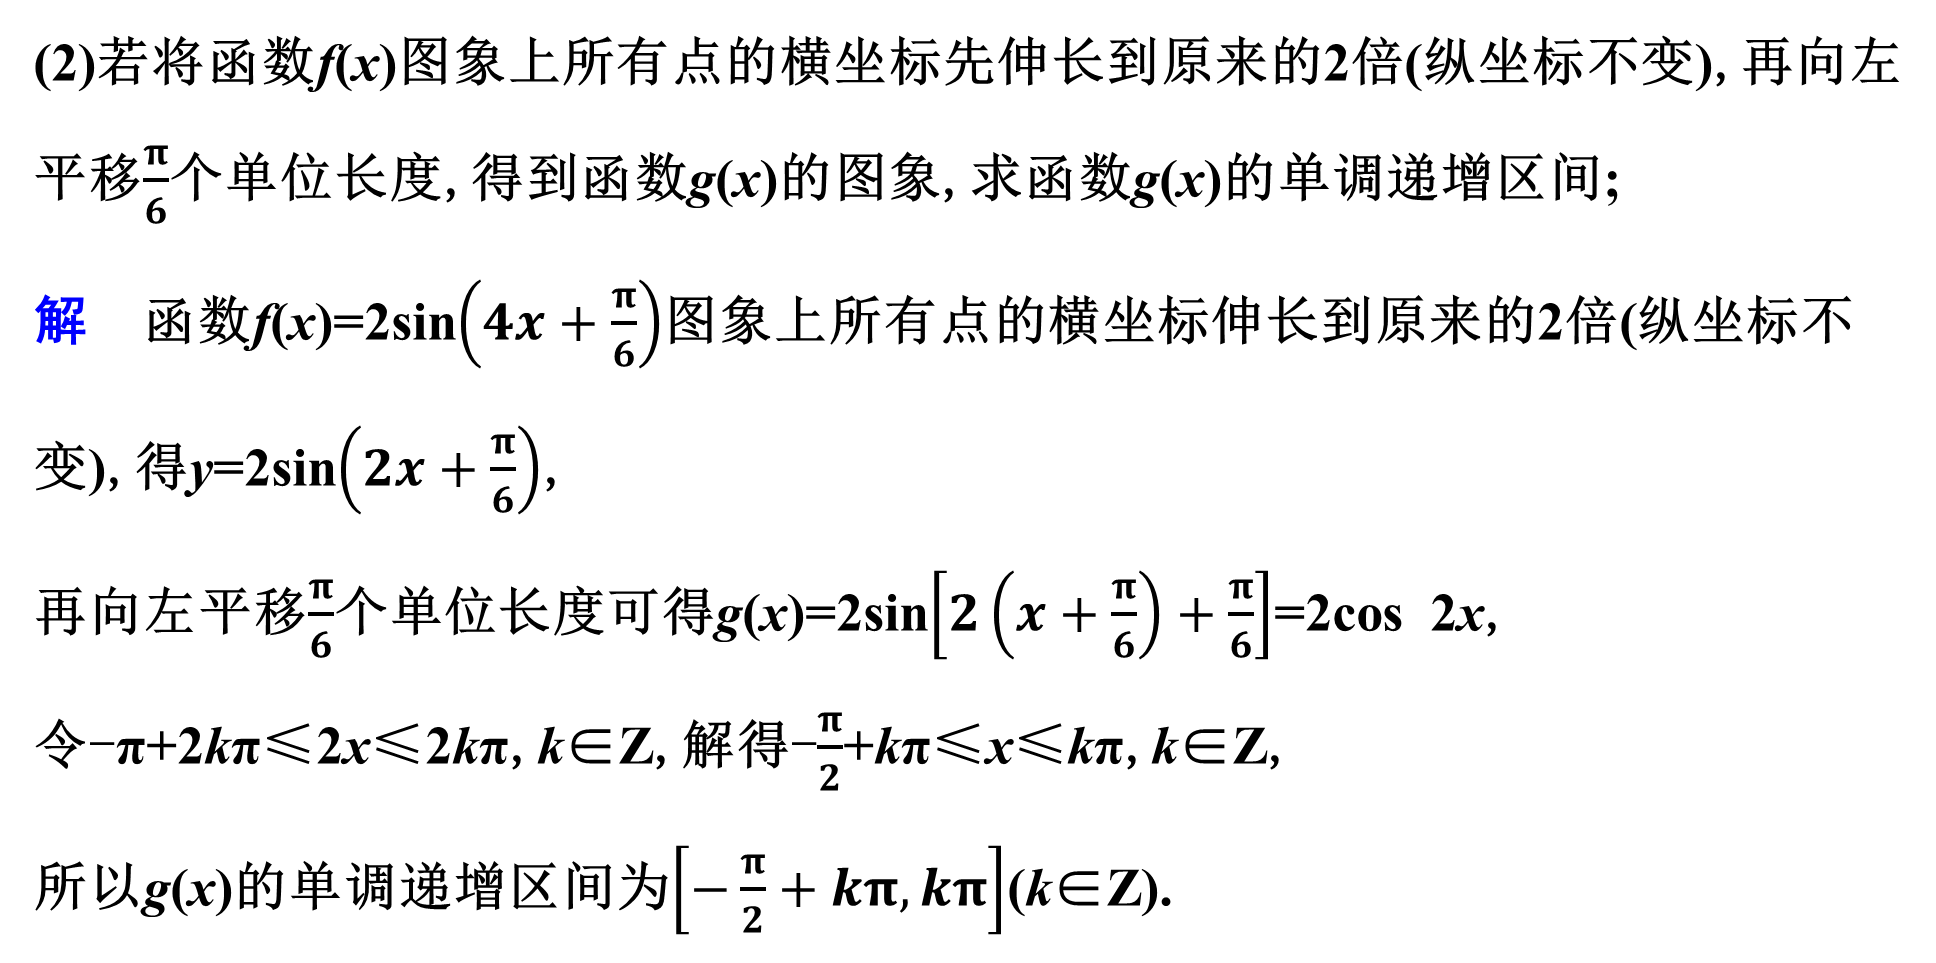 (2)若将函数f(x)图象上所有点的横坐标先伸长到原来的2倍(纵坐标不变), 再向左
平移π/6个单位长度, 得到函数g(x)的图象, 求函数g(x)的单调递增区间;
解 函数f(x)=2sin(4x + π/6)图象上所有点的横坐标伸长到原来的2倍(纵坐标不
变), 得y=2sin(2x + π/6),
再向左平移π/6个单位长度可得g(x)=2sin[2(x + π/6) + π/6]=2cos 2x,
令−π+2kπ⩽2x⩽2kπ, k∈Z, 解得−π/2+kπ⩽x⩽kπ, k∈Z,
所以g(x)的单调递增区间为[−π/2 + kπ, kπ](k∈Z).